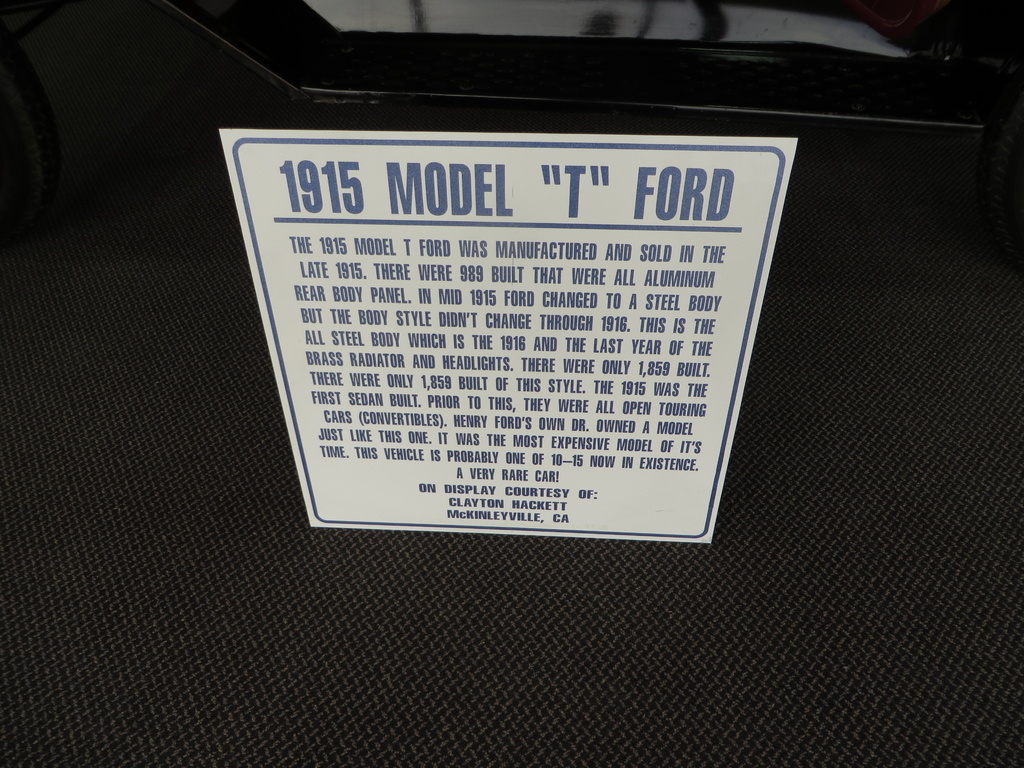 1915 MODEL "T" FORD
THE 1915 MODEL T FORD WAS MANUFACTURED AND SOLD IN THE
LATE 1915. THERE WERE 989 BUILT THAT WERE ALL ALUMINUM
REAR BODY PANEL. IN MID 1915 FORD CHANGED TO A STEEL BODY
BUT THE BODY STYLE DIDN'T CHANGE THROUGH 1916. THIS IS THE
ALL STEEL BODY WHICH IS THE 1916 AND THE LAST YEAR OF THE
BRASS RADIATOR AND HEADLIGHTS. THERE WERE ONLY 1,859 BUILT.
THERE WERE ONLY 1,859 BUILT OF THIS STYLE. THE 1915 WAS THE
FIRST SEDAN BUILT. PRIOR TO THIS, THEY WERE ALL OPEN TOURING
CARS (CONVERTIBLES). HENRY FORD'S OWN DR. OWNED A MODEL
JUST LIKE THIS ONE. IT WAS THE MOST EXPENSIVE MODEL OF IT'S
TIME. THIS VEHICLE IS PROBABLY ONE OF 10–15 NOW IN EXISTENCE.
A VERY RARE CAR!
ON DISPLAY COURTESY OF:
CLAYTON HACKETT
McKINLEYVILLE, CA